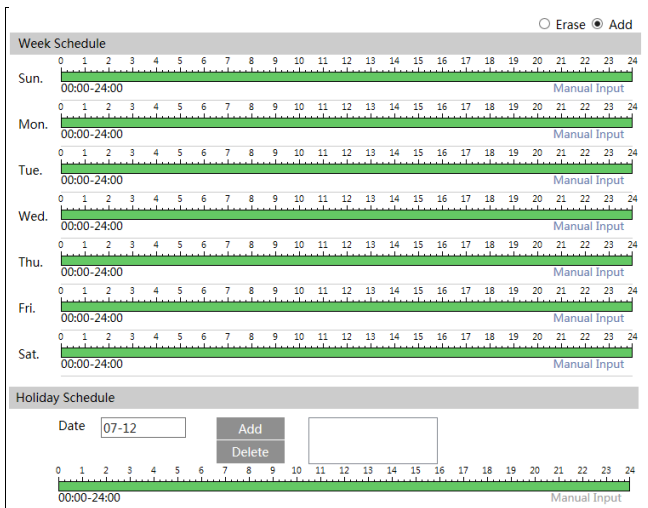 Erase Add
Week Schedule
0 1 2 3 4 5 6 7 8 9 10 11 12 13 14 15 16 17 18 19 20 21 22 23 24
Sun.
00:00-24:00 Manual Input
0 1 2 3 4 5 6 7 8 9 10 11 12 13 14 15 16 17 18 19 20 21 22 23 24
Mon.
00:00-24:00 Manual Input
0 1 2 3 4 5 6 7 8 9 10 11 12 13 14 15 16 17 18 19 20 21 22 23 24
Tue.
00:00-24:00 Manual Input
0 1 2 3 4 5 6 7 8 9 10 11 12 13 14 15 16 17 18 19 20 21 22 23 24
Wed.
00:00-24:00 Manual Input
0 1 2 3 4 5 6 7 8 9 10 11 12 13 14 15 16 17 18 19 20 21 22 23 24
Thu.
00:00-24:00 Manual Input
0 1 2 3 4 5 6 7 8 9 10 11 12 13 14 15 16 17 18 19 20 21 22 23 24
Fri.
00:00-24:00 Manual Input
0 1 2 3 4 5 6 7 8 9 10 11 12 13 14 15 16 17 18 19 20 21 22 23 24
Sat.
00:00-24:00 Manual Input
Holiday Schedule
Date 07-12 Add
Delete
0 1 2 3 4 5 6 7 8 9 10 11 12 13 14 15 16 17 18 19 20 21 22 23 24
00:00-24:00 Manual Input